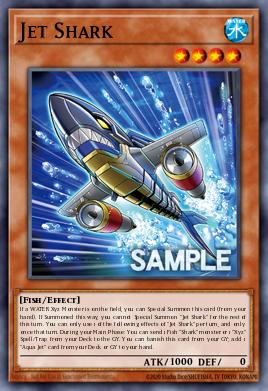 Jet Shark
WATER
水
SAMPLE
[Fish/Effect]
If a WATER Xyz Monster is on the field, you can Special Summon this card (from your
hand). If Summoned this way, you cannot Special Summon "Jet Shark" for the rest of
this turn. You can only use 1 of the following effects of "Jet Shark" per turn, and only
once that turn. During your Main Phase: You can send 1 Fish "Shark" monster or 1 "Xyz"
Spell/Trap from your Deck to the GY. You can banish this card from your GY; add 1
"Aqua Jet" card from your Deck or GY to your hand.
ATK/1000 DEF/ 0